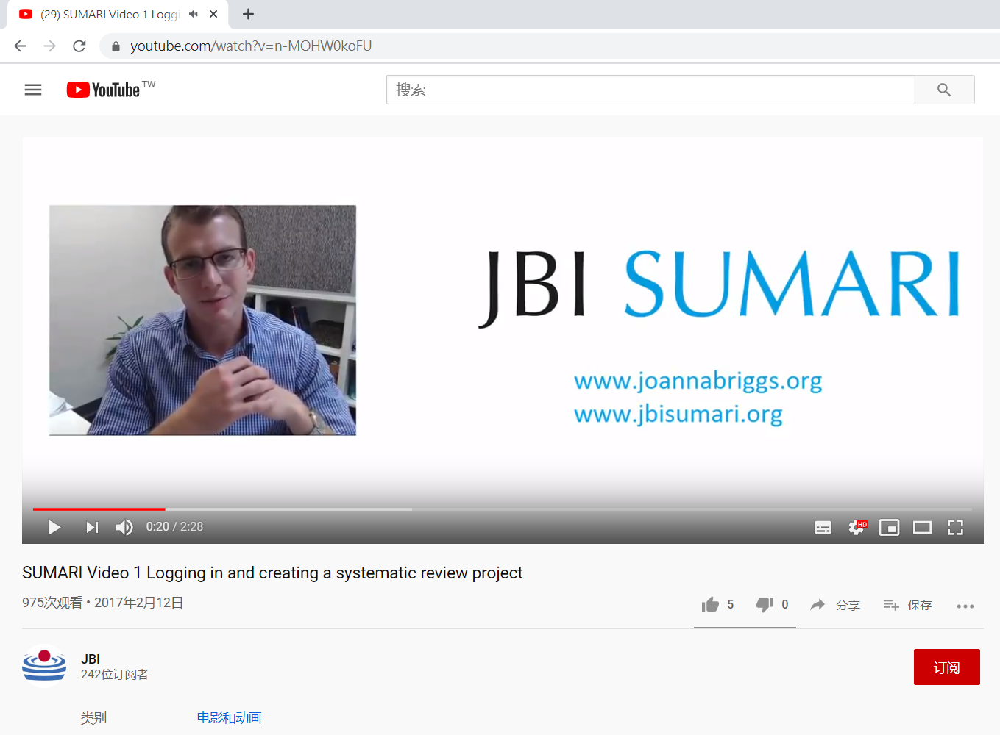 (29) SUMARI Video 1 Loggi
youtube.com/watch?v=n-MOHW0koFU
YouTube TW
搜索
JBI SUMARI
www.joannabriggs.org
www.jbisumari.org
0:20 / 2:28
HD
SUMARI Video 1 Logging in and creating a systematic review project
975次观看 • 2017年2月12日
5 0 分享 保存
JBI
242位订阅者
订阅
类别 电影和动画